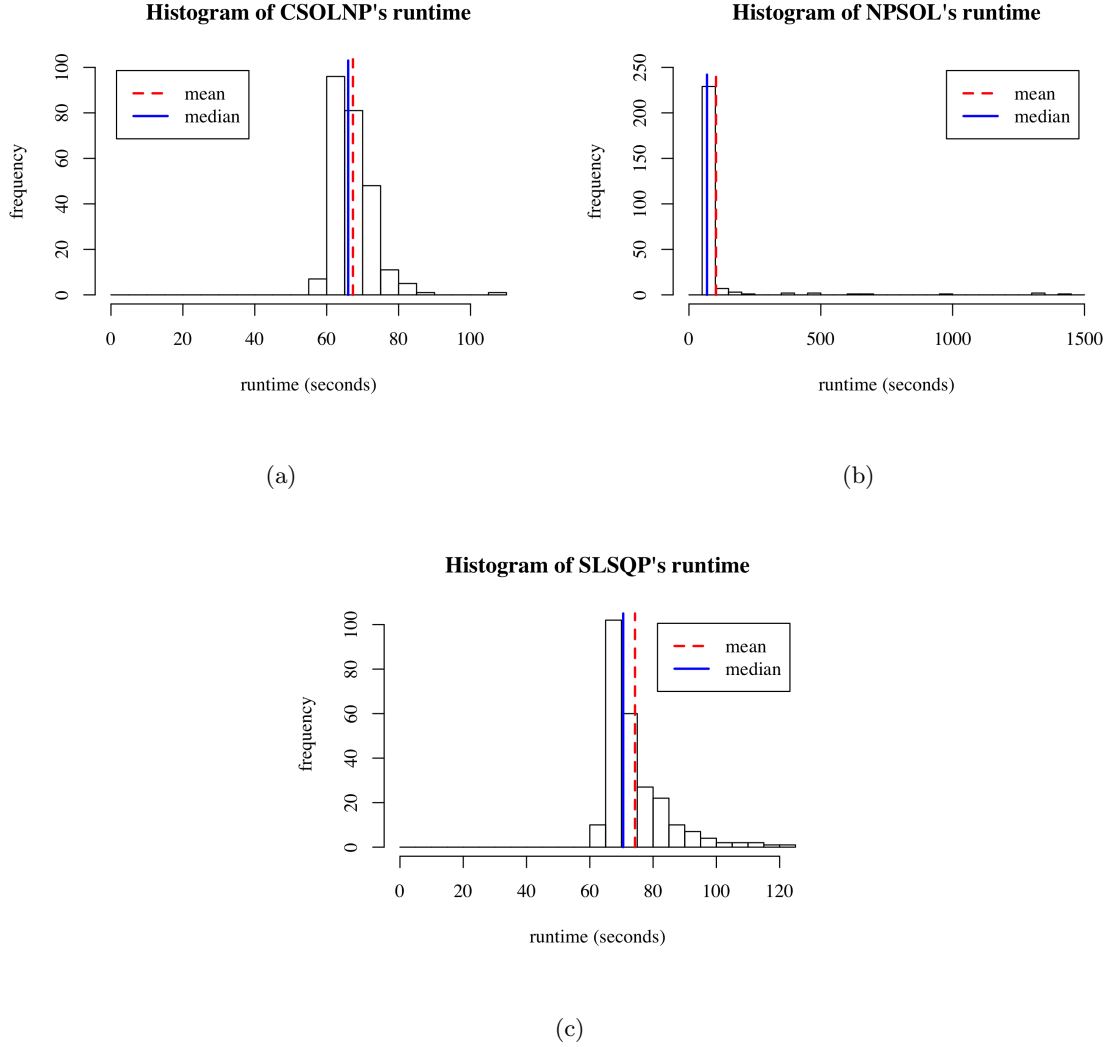 Histogram of CSOLNP's runtime
frequency
0 20 40 60 80 100
mean
median
0 20 40 60 80 100
runtime (seconds)
(a)
Histogram of NPSOL's runtime
frequency
0 50 100 150 200 250
mean
median
0 500 1000 1500
runtime (seconds)
(b)
Histogram of SLSQP's runtime
frequency
0 20 40 60 80 100
mean
median
0 20 40 60 80 100 120
runtime (seconds)
(c)